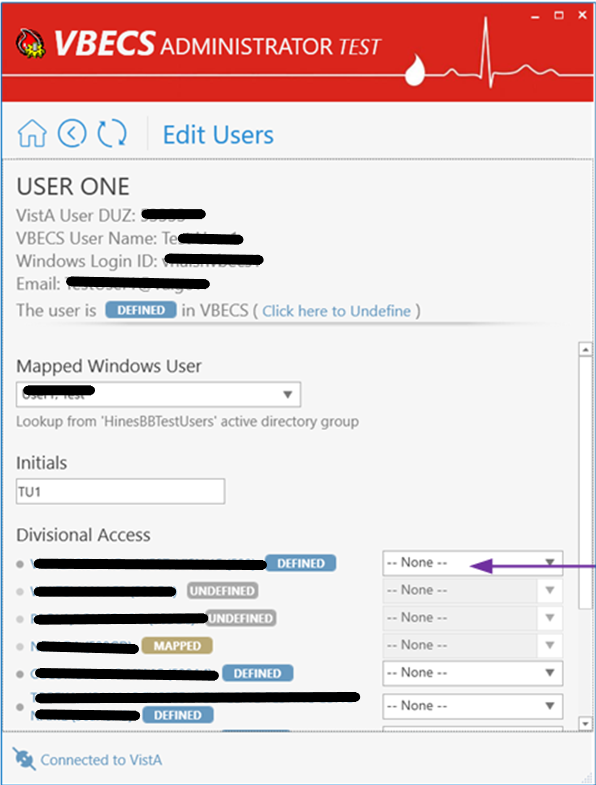 VBECS ADMINISTRATOR TEST
Edit Users
USER ONE
VistA User DUZ:
VBECS User Name:
Windows Login ID:
Email:
The user is DEFINED in VBECS ( Click here to Undefine )
Mapped Windows User
Lookup from 'HinesBBTestUsers' active directory group
Initials
TU1
Divisional Access
DEFINED -- None --
UNDEFINED -- None --
UNDEFINED -- None --
MAPPED -- None --
DEFINED -- None --
DEFINED -- None --
Connected to VistA